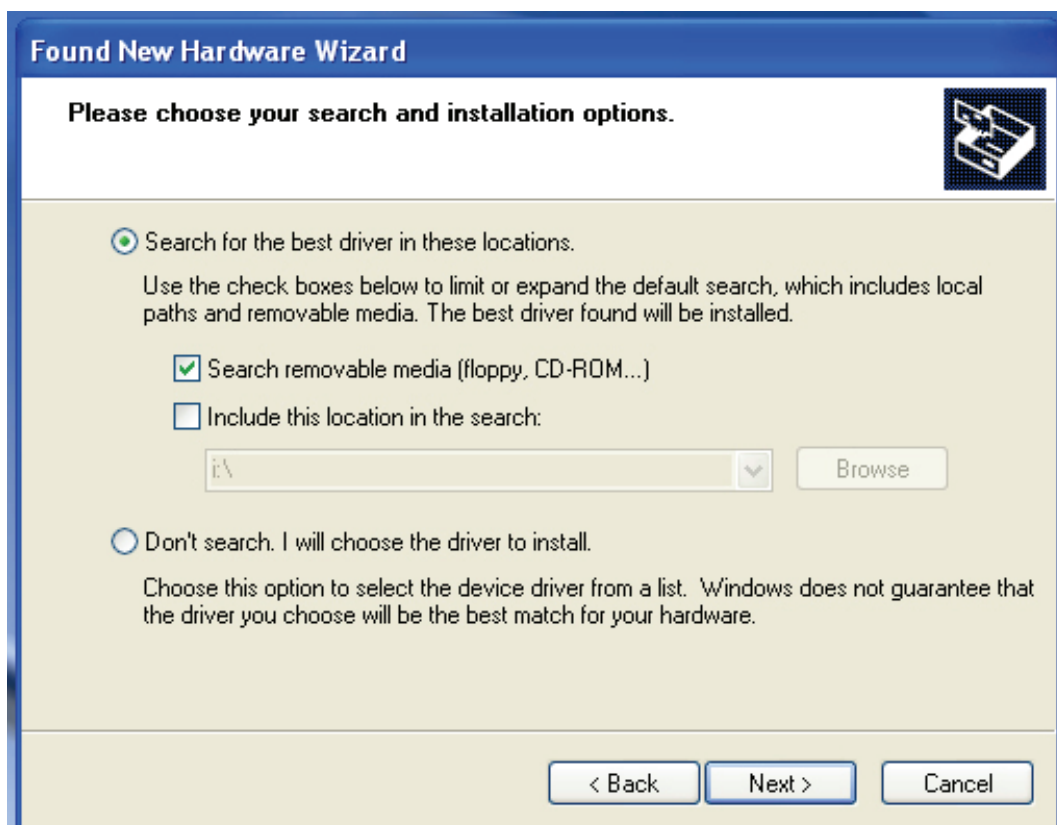 Found New Hardware Wizard
Please choose your search and installation options.
Search for the best driver in these locations.
Use the check boxes below to limit or expand the default search, which includes local
paths and removable media. The best driver found will be installed.
Search removable media (floppy, CD-ROM...)
Include this location in the search:
i:\
Browse
Don't search. I will choose the driver to install.
Choose this option to select the device driver from a list. Windows does not guarantee that
the driver you choose will be the best match for your hardware.
< Back
Next >
Cancel